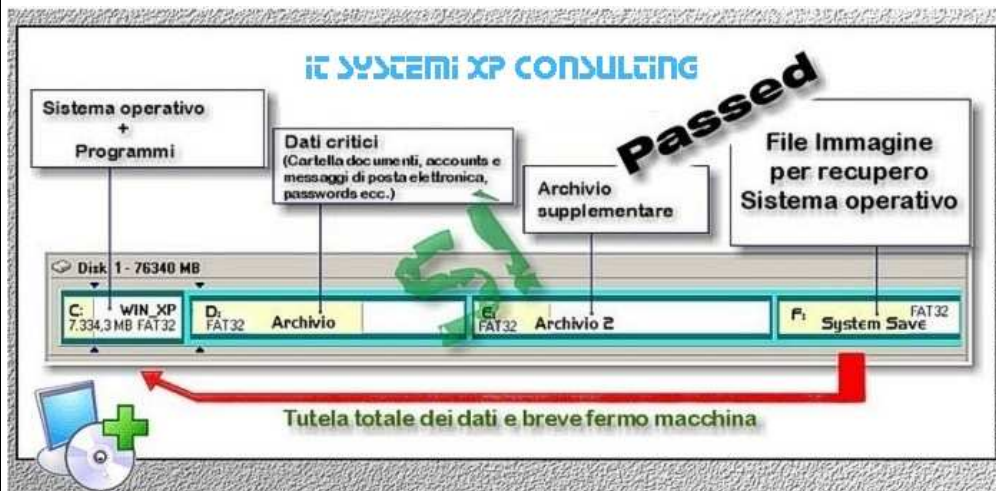 iT SYSTEMi XP CONSULTING
Passed
Sistema operativo
+
Programmi
Dati critici
(Cartella documenti, accounts e
messaggi di posta elettronica,
passwords ecc.)
Archivio
supplementare
File Immagine
per recupero
Sistema operativo
SI
Disk 1 - 76340 MB
C: WIN_XP
7.334,3 MB FAT32
D:
FAT32 Archivio
E:
FAT32 Archivio 2
F: FAT32
System Save
Tutela totale dei dati e breve fermo macchina